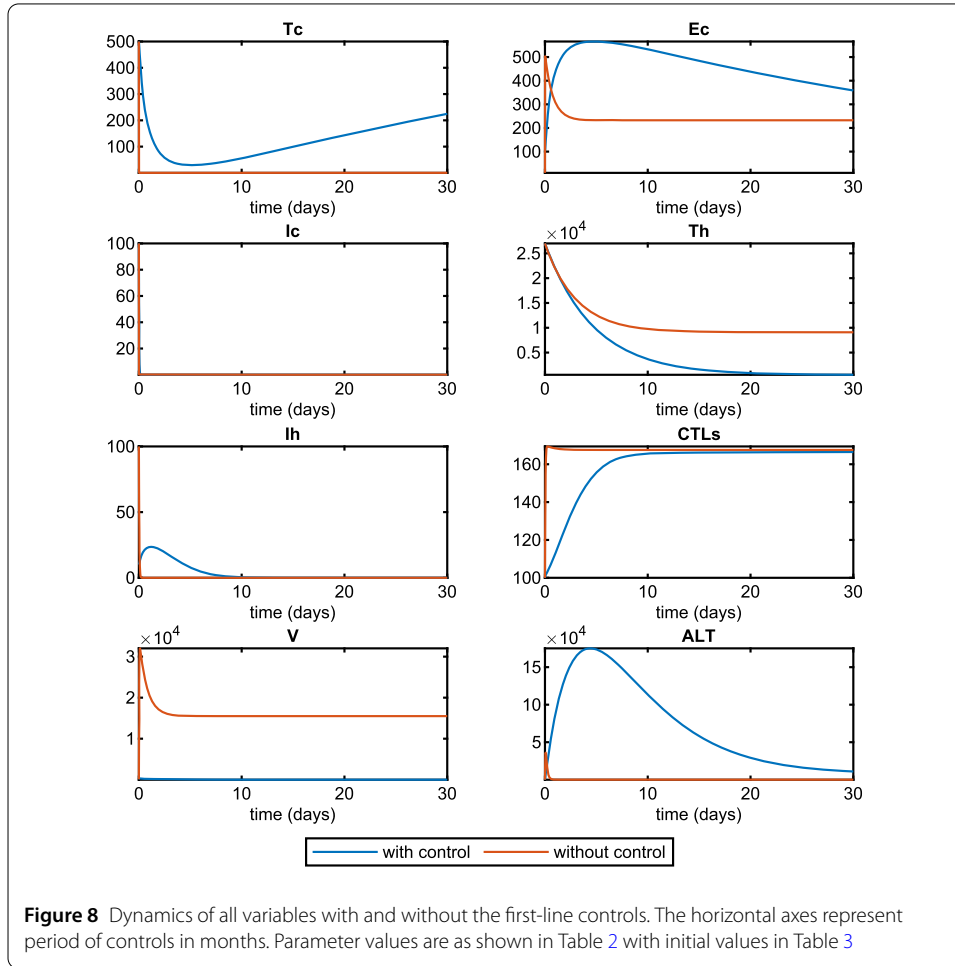 Tc
500
400
300
200
100
0 10 20 30
time (days)
Ec
500
400
300
200
100
0 10 20 30
time (days)
Ic
100
80
60
40
20
0 10 20 30
time (days)
Th
×10⁴
2.5
2
1.5
1
0.5
0 10 20 30
time (days)
Ih
100
50
0
0 10 20 30
time (days)
CTLs
160
140
120
100
0 10 20 30
time (days)
V
×10⁴
3
2
1
0 10 20 30
time (days)
ALT
×10⁴
15
10
5
0 10 20 30
time (days)
with control without control
Figure 8 Dynamics of all variables with and without the first-line controls. The horizontal axes represent
period of controls in months. Parameter values are as shown in Table 2 with initial values in Table 3